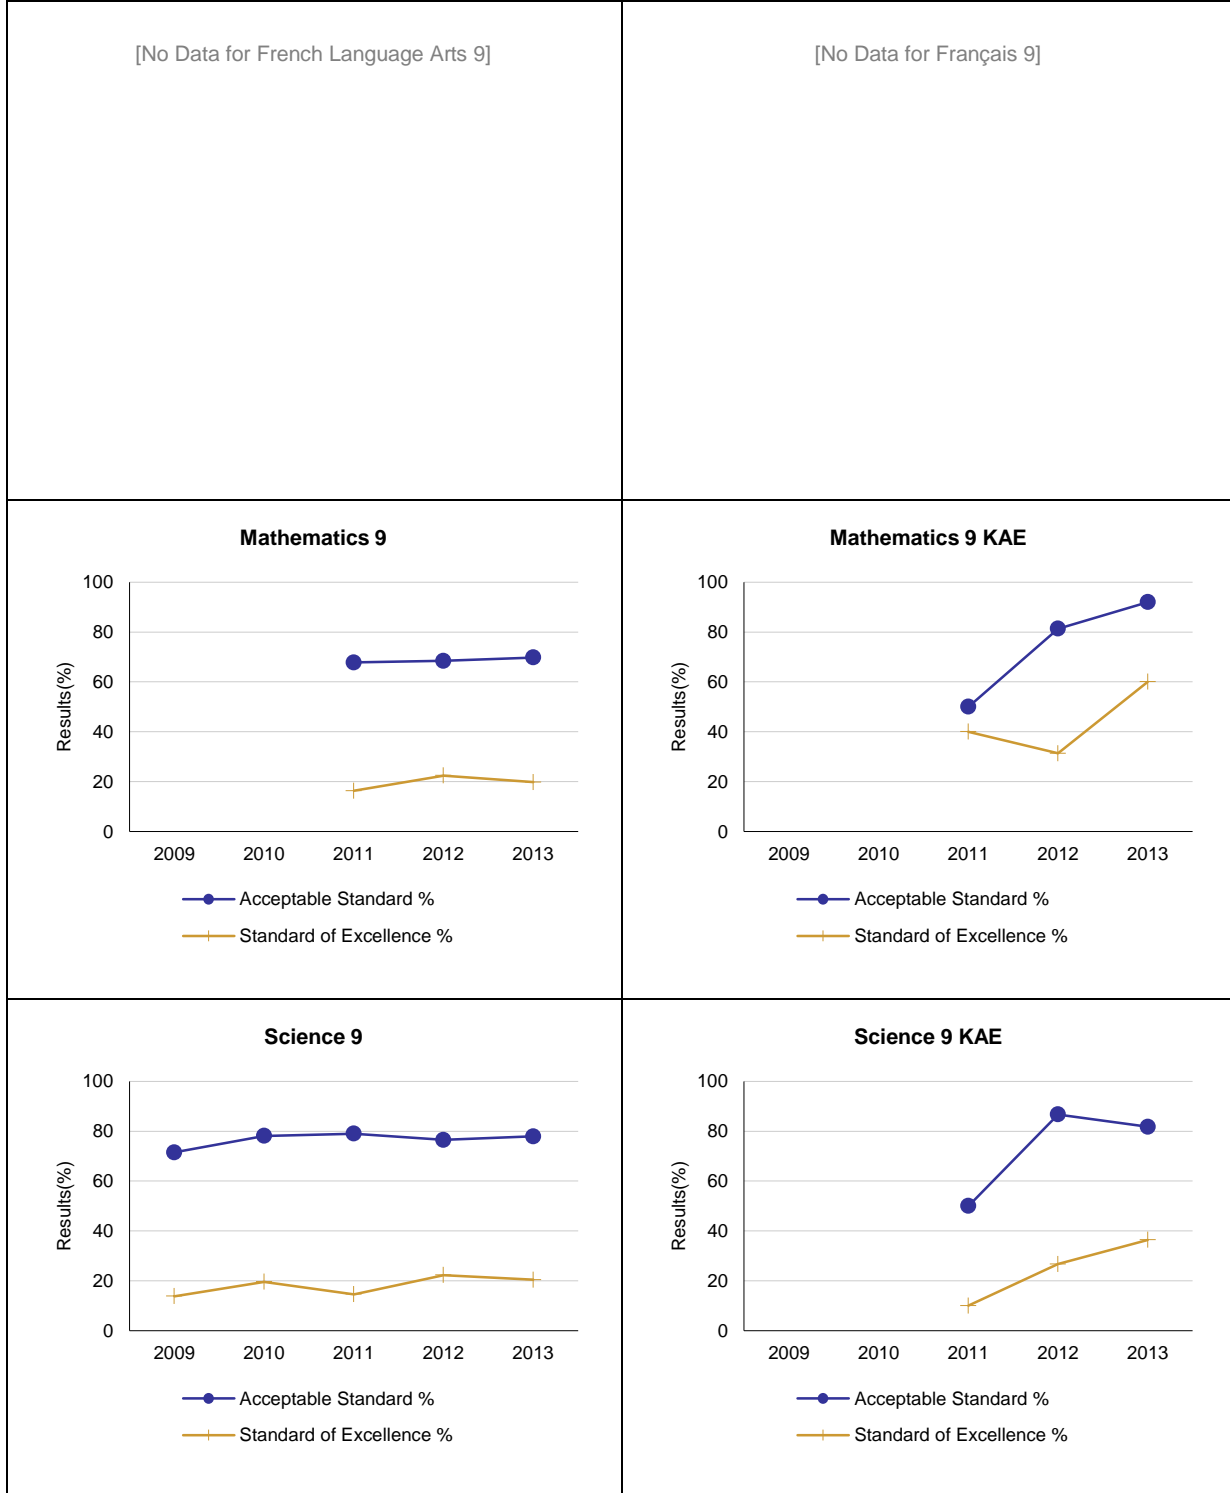 [No Data for French Language Arts 9]
[No Data for Français 9]
Mathematics 9
Results(%)
100
80
60
40
20
0
2009 2010 2011 2012 2013
Acceptable Standard %
Standard of Excellence %
Mathematics 9 KAE
Results(%)
100
80
60
40
20
0
2009 2010 2011 2012 2013
Acceptable Standard %
Standard of Excellence %
Science 9
Results(%)
100
80
60
40
20
0
2009 2010 2011 2012 2013
Acceptable Standard %
Standard of Excellence %
Science 9 KAE
Results(%)
100
80
60
40
20
0
2009 2010 2011 2012 2013
Acceptable Standard %
Standard of Excellence %